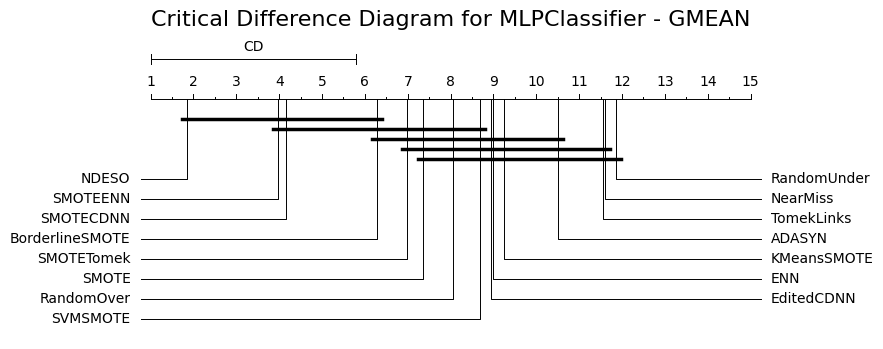 Critical Difference Diagram for MLPClassifier - GMEAN
CD
1 2 3 4 5 6 7 8 9 10 11 12 13 14 15
NDESO RandomUnder
SMOTEENN NearMiss
SMOTECDNN TomekLinks
BorderlineSMOTE ADASYN
SMOTETomek KMeansSMOTE
SMOTE ENN
RandomOver EditedCDNN
SVMSMOTE